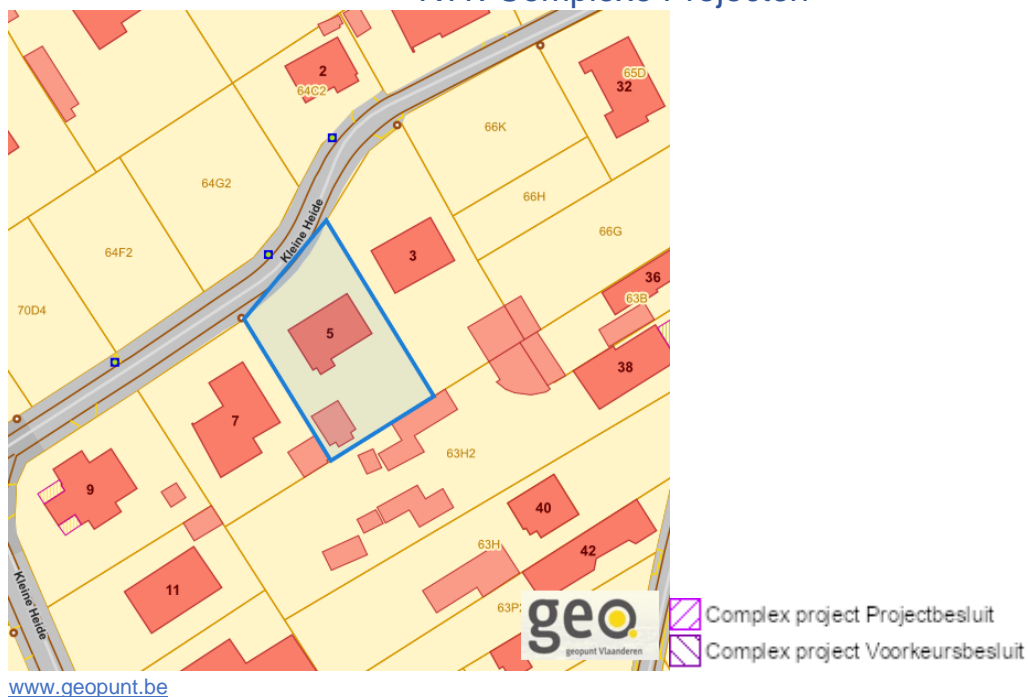 2
64C2
65D
32
66K
64G2
66H
Kleine Heide
66G
64F2
3
36
63B
70D4
5
38
7
63H2
9
40
63H
42
Kleine Heide
11
63P2
geo.
geopunt Vlaanderen
Complex project Projectbesluit
Complex project Voorkeursbesluit
www.geopunt.be